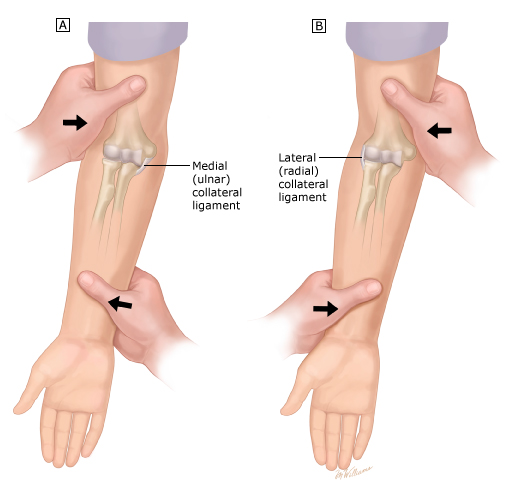 A
B
Medial
(ulnar)
collateral
ligament
Lateral
(radial)
collateral
ligament